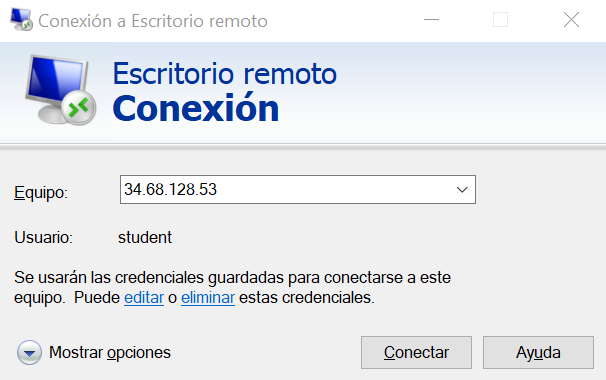 Conexión a Escritorio remoto
Escritorio remoto
Conexión
Equipo: 34.68.128.53
Usuario: student
Se usarán las credenciales guardadas para conectarse a este
equipo. Puede editar o eliminar estas credenciales.
Mostrar opciones Conectar Ayuda